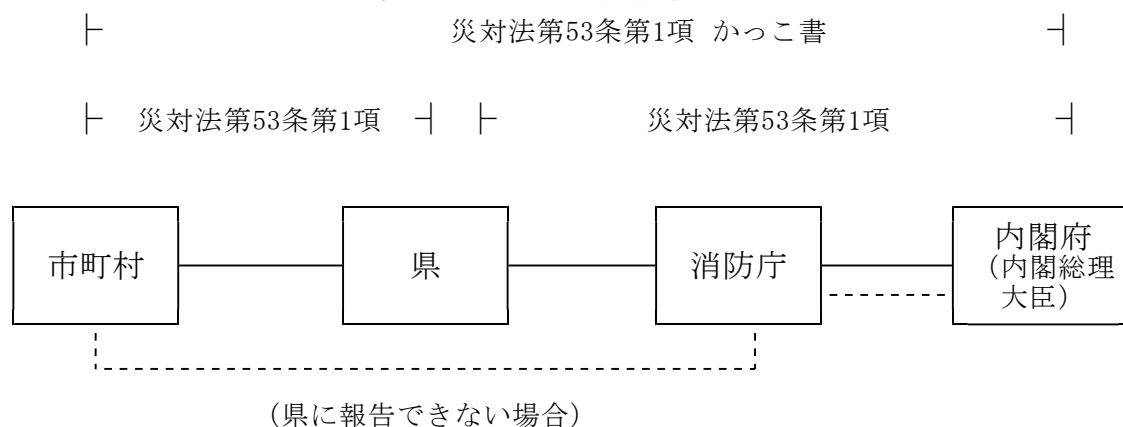 災対法第53条第1項 かっこ書
災対法第53条第1項
災対法第53条第1項
市町村
県
消防庁
内閣府
（内閣総理
大臣）
（県に報告できない場合）